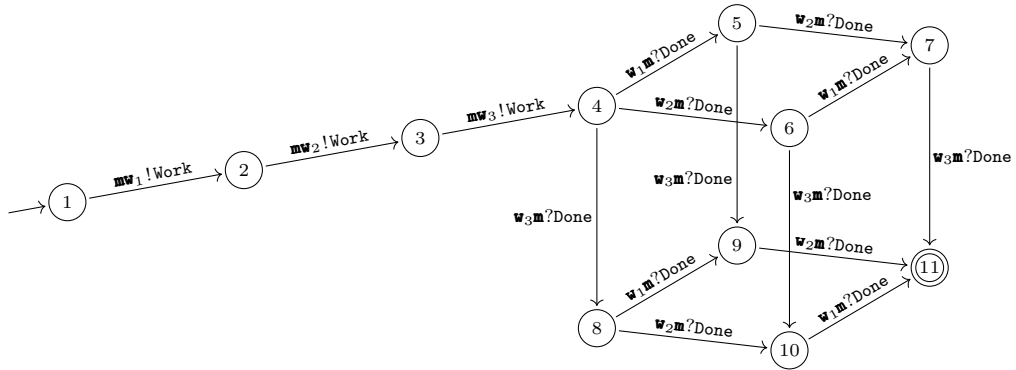 5
w₂m?Done
7
w₁m?Done
w₁m?Done
mw₃!Work
4
w₂m?Done
6
mw₂!Work
3
mw₁!Work
2
w₃m?Done
w₃m?Done
w₃m?Done
1
w₃m?Done
9
w₂m?Done
11
w₁m?Done
w₁m?Done
8
w₂m?Done
10